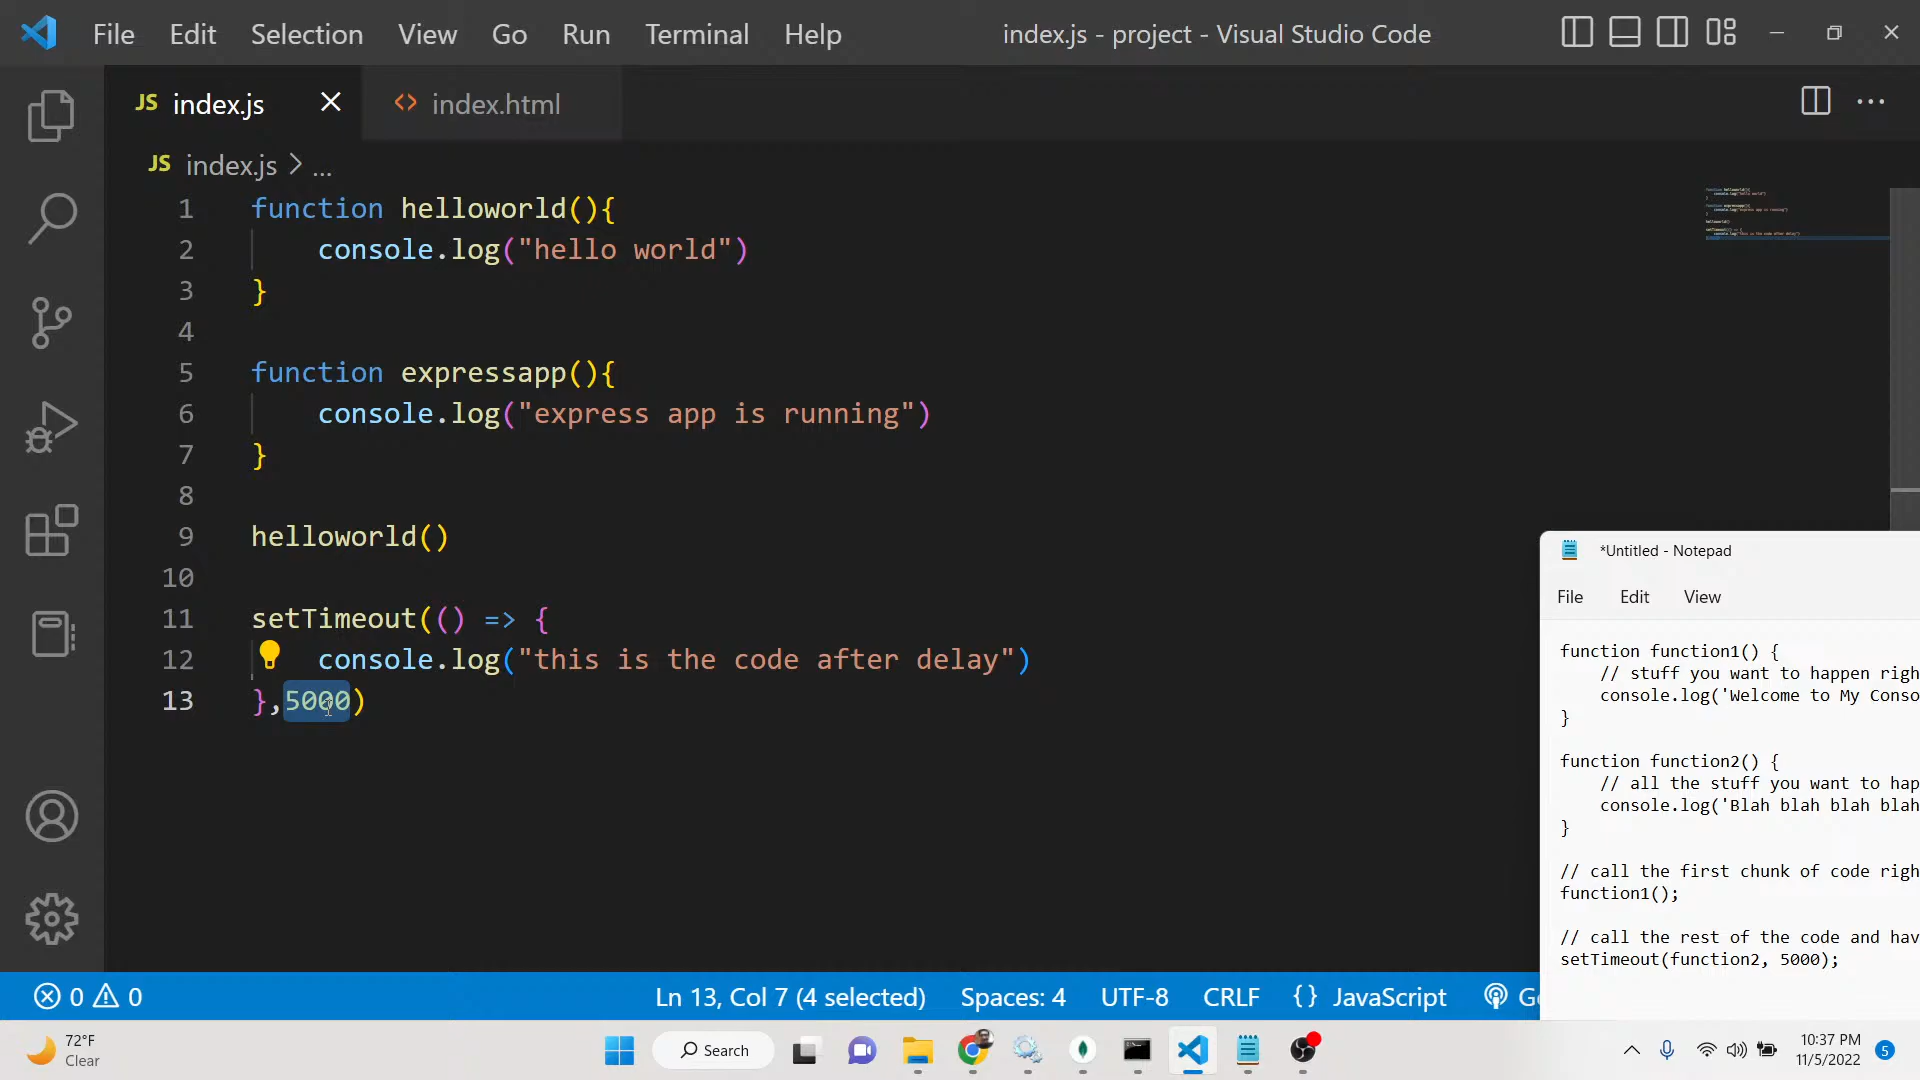 File Edit Selection View Go Run Terminal Help index.js - project - Visual Studio Code
JS index.js <> index.html
JS index.js > ...
1 function helloworld(){
2 console.log("hello world")
3 }
4
5 function expressapp(){
6 console.log("express app is running")
7 }
8
9 helloworld()
10
11 setTimeout(() => {
12 console.log("this is the code after delay")
13 },5000)
*Untitled - Notepad
File Edit View
function function1() {
// stuff you want to happen righ
console.log('Welcome to My Conso
}
function function2() {
// all the stuff you want to hap
console.log('Blah blah blah blah
}
// call the first chunk of code righ
function1();
// call the rest of the code and hav
setTimeout(function2, 5000);
0 0 Ln 13, Col 7 (4 selected) Spaces: 4 UTF-8 CRLF {} JavaScript G
72°F
Clear
Search
10:37 PM
11/5/2022
5